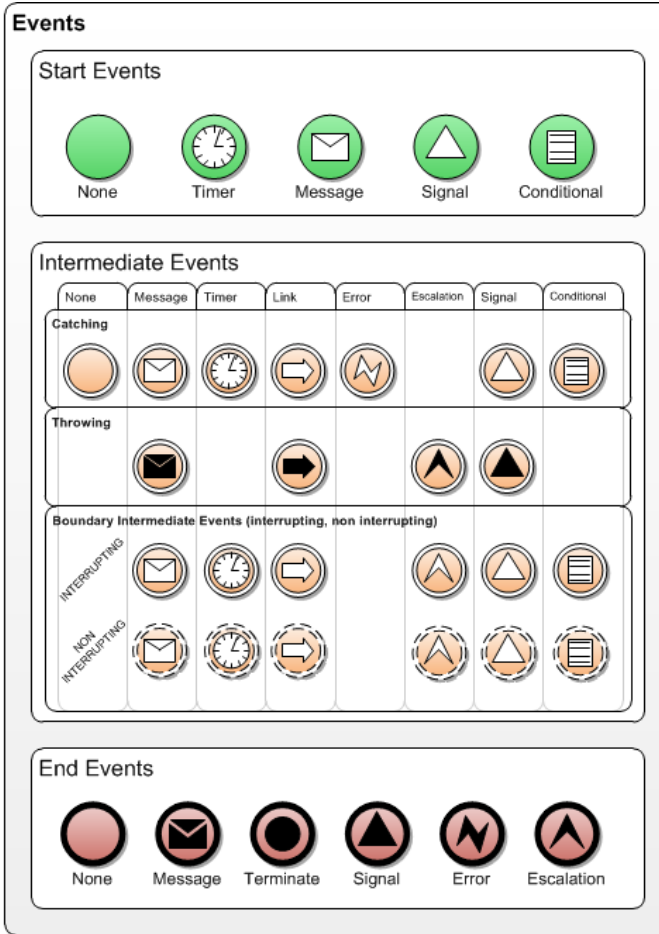 Events
Start Events
None Timer Message Signal Conditional
Intermediate Events
None Message Timer Link Error Escalation Signal Conditional
Catching
Throwing
Boundary Intermediate Events (interrupting, non interrupting)
INTERRUPTING
NON
INTERRUPTING
End Events
None Message Terminate Signal Error Escalation